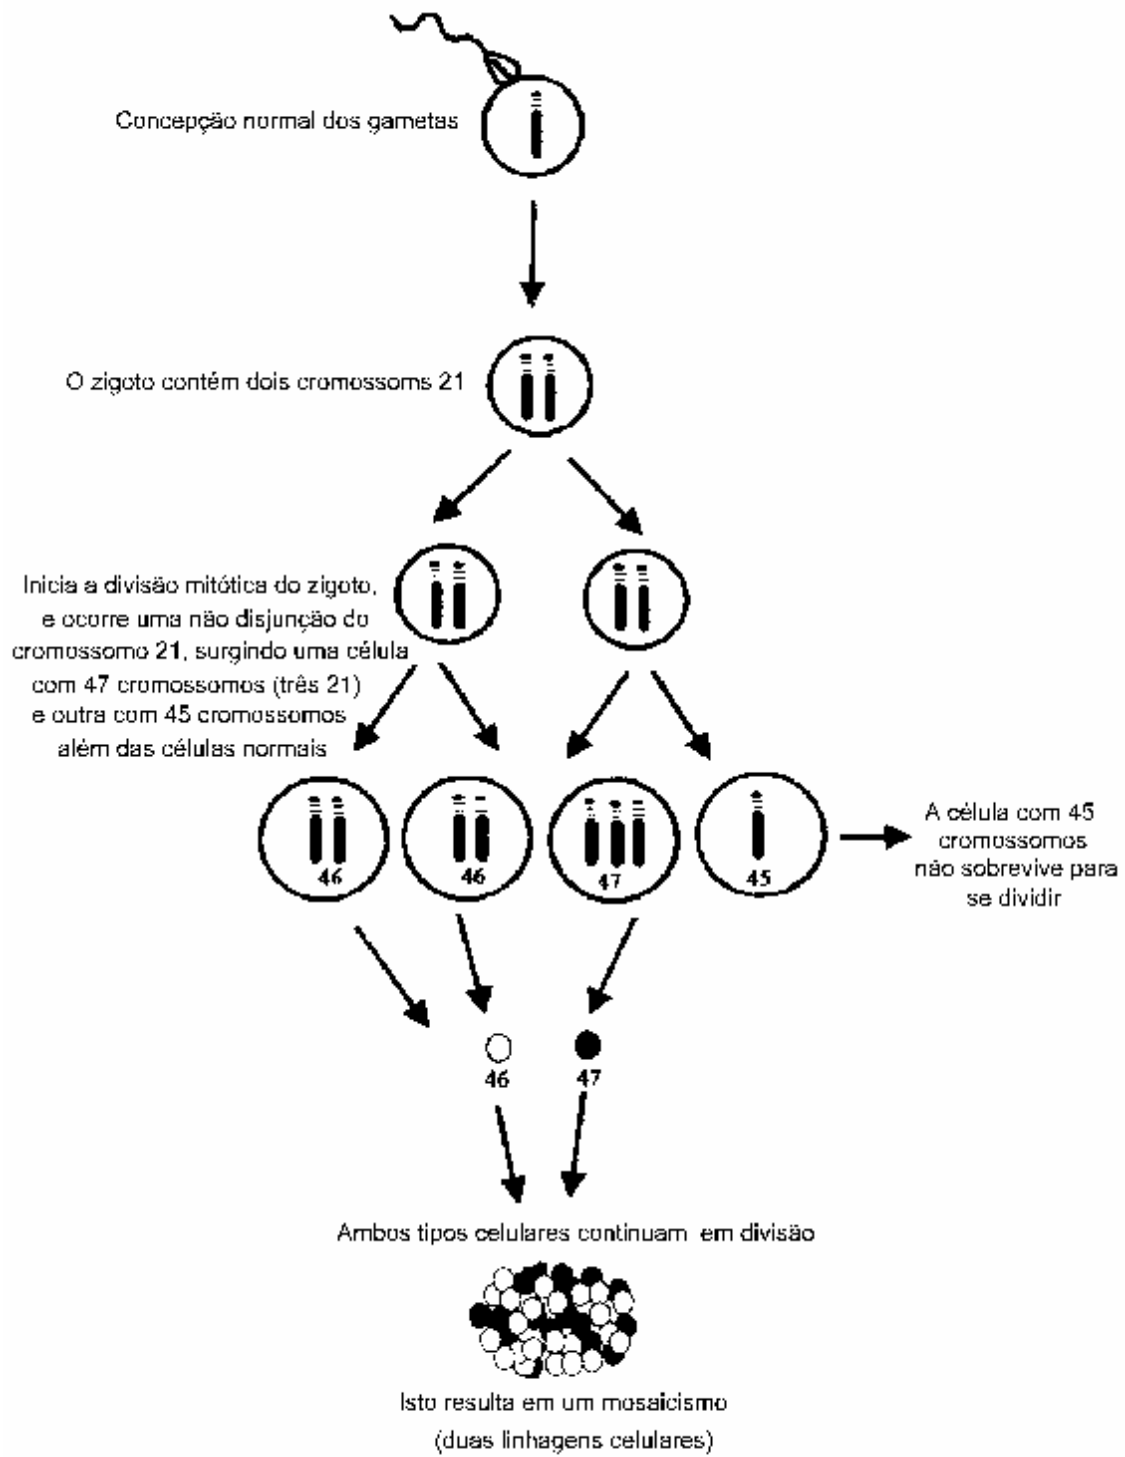 Concepção normal dos gametas
O zigoto contém dois cromossoms 21
Inicia a divisão mitótica do zigoto,
e ocorre uma não disjunção do
cromossomo 21, surgindo uma célula
com 47 cromossomos (três 21)
e outra com 45 cromossomos
além das células normais
46
46
47
45
A célula com 45
cromossomos
não sobrevive para
se dividir
46
47
Ambos tipos celulares continuam em divisão
Isto resulta em um mosaicismo
(duas linhagens celulares)